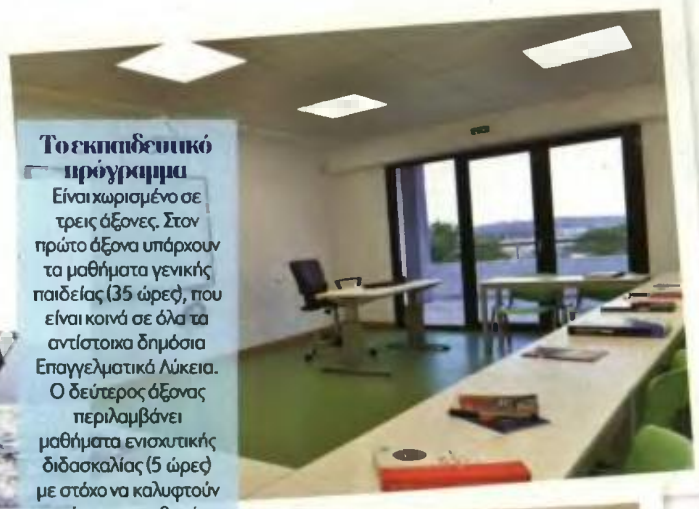 Το εκπαιδευτικό
πρόγραμμα
Είναι χωρισμένο σε
τρεις άξονες. Στον
πρώτο άξονα υπάρχουν
τα μαθήματα γενικής
παιδείας (35 ώρες), που
είναι κοινά σε όλα τα
αντίστοιχα δημόσια
Επαγγελματικά Λύκεια.
Ο δεύτερος άξονας
περιλαμβάνει
μαθήματα ενισχυτικής
διδασκαλίας (5 ώρες)
με στόχο να καλυφτούν